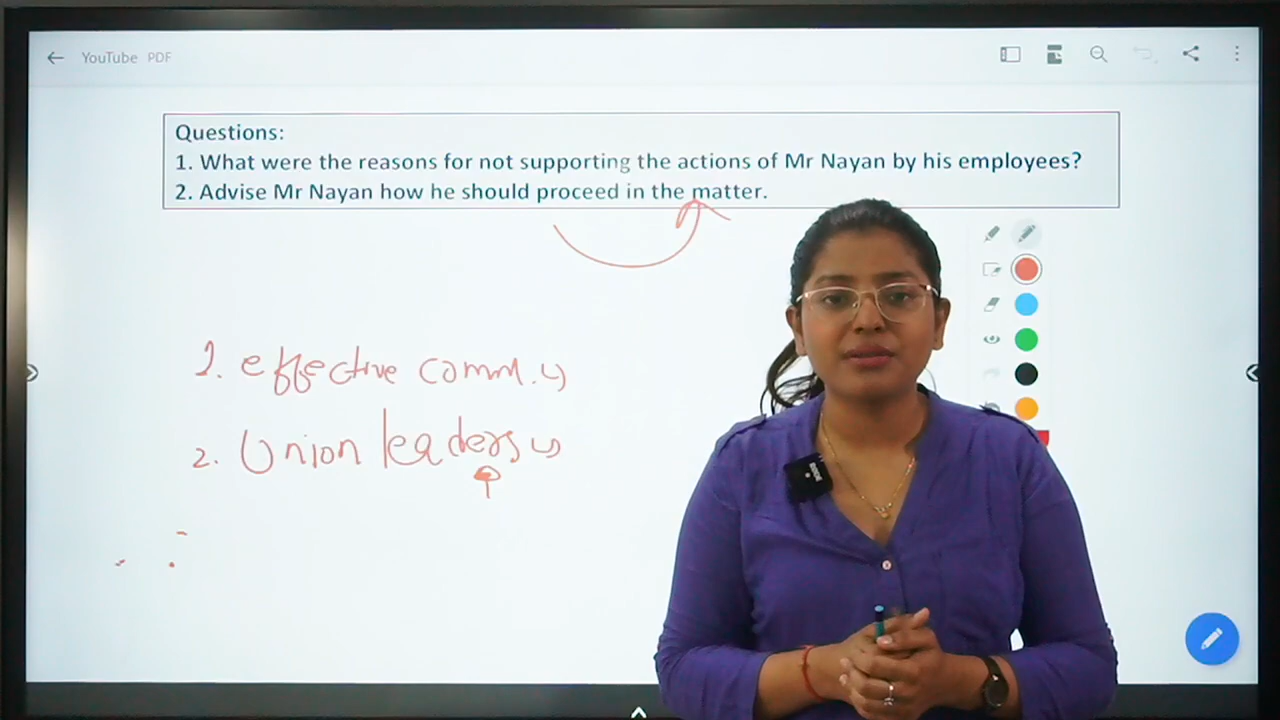 YouTube PDF
Questions:
1. What were the reasons for not supporting the actions of Mr Nayan by his employees?
2. Advise Mr Nayan how he should proceed in the matter.
1. effective comm.
2. Union leaders